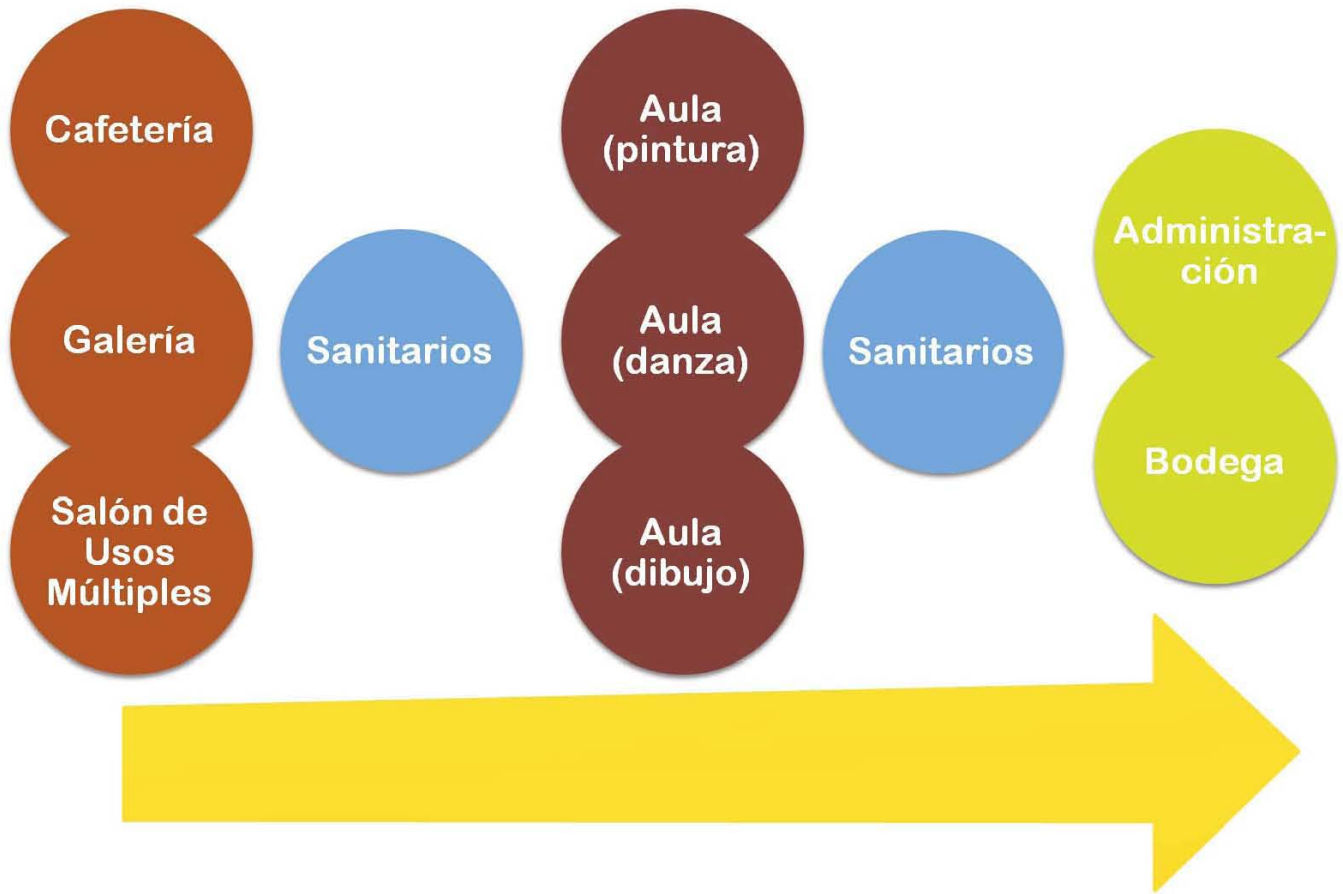 Cafetería
Galería
Salón de
Usos
Múltiples
Sanitarios
Aula
(pintura)
Aula
(danza)
Aula
(dibujo)
Sanitarios
Administra-
ción
Bodega